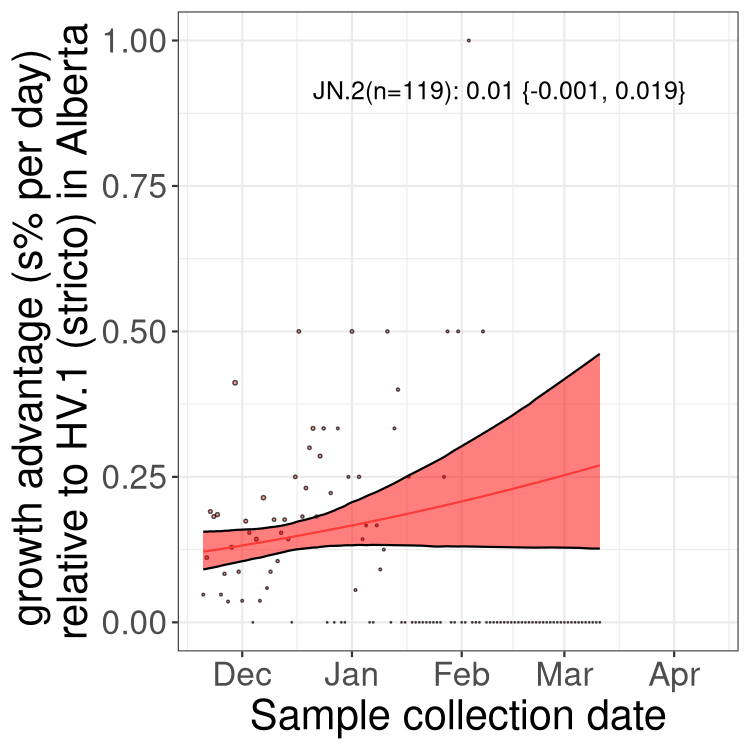 growth advantage (s% per day)
relative to HV.1 (stricto) in Alberta
1.00
0.75
0.50
0.25
0.00
JN.2(n=119): 0.01 {-0.001, 0.019}
Dec Jan Feb Mar Apr
Sample collection date